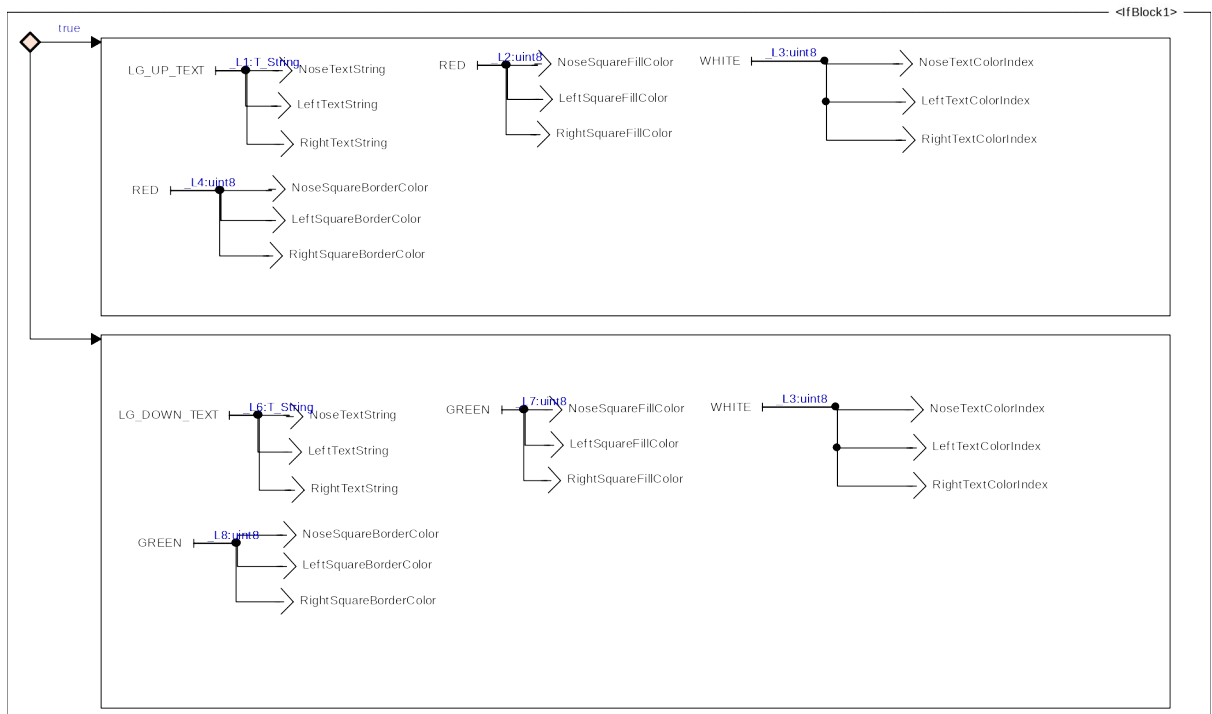 <IfBlock1>
true
LG_UP_TEXT _L1:T_String NoseTextString
LeftTextString
RightTextString
RED _L2:uint8 NoseSquareFillColor
LeftSquareFillColor
RightSquareFillColor
WHITE _L3:uint8 NoseTextColorIndex
LeftTextColorIndex
RightTextColorIndex
RED _L4:uint8 NoseSquareBorderColor
LeftSquareBorderColor
RightSquareBorderColor
LG_DOWN_TEXT _L6:T_String NoseTextString
LeftTextString
RightTextString
GREEN _L7:uint8 NoseSquareFillColor
LeftSquareFillColor
RightSquareFillColor
WHITE _L3:uint8 NoseTextColorIndex
LeftTextColorIndex
RightTextColorIndex
GREEN _L8:uint8 NoseSquareBorderColor
LeftSquareBorderColor
RightSquareBorderColor